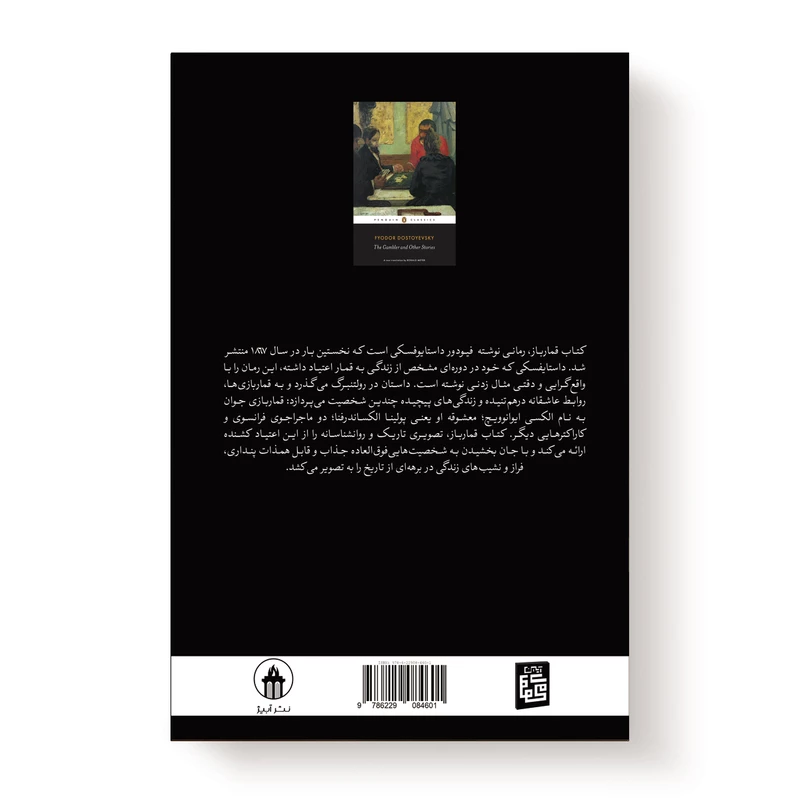 PENGUIN CLASSICS
FYODOR DOSTOYEVSKY
The Gambler and Other Stories
کتاب قمارباز، رمانی نوشته فیودور داستایوفسکی است که نخستین بار در سال ۱۸۶۷ منتشر
شد. داستایفسکی که خود در دوره‌ای مشخص از زندگی به قمار اعتیاد داشته، این رمان را با
واقع‌گرایی و دقتی مثال زدنی نوشته است. داستان در رولتنبرگ می‌گذرد و به قماربازی‌ها،
روابط عاشقانه درهم‌تنیده و زندگی‌های پیچیده چندین شخصیت می‌پردازد: قماربازی جوان
به نام الکسی ایوانوویچ؛ معشوقه او یعنی پولینا الکساندرفنا؛ دو ماجراجوی فرانسوی و
کاراکترهایی دیگر. کتاب قمارباز، تصویری تاریک و روانشناسانه را از این اعتیاد کشنده
ارائه می‌کند و با جان بخشیدن به شخصیت‌هایی‌فوق‌العاده جذاب و قابل همذات پنداری،
فراز و نشیب‌های زندگی در برهه‌ای از تاریخ را به تصویر می‌کشد.
9 786229 084601
نشر آبیژ